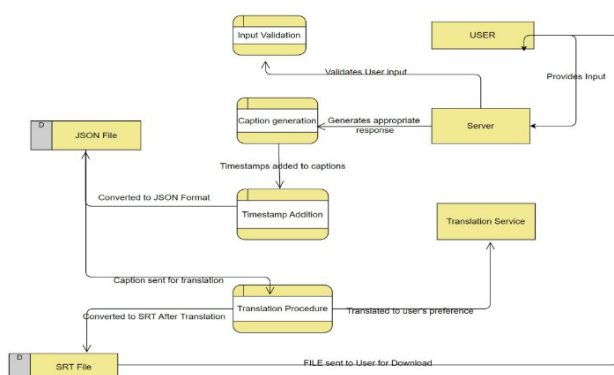 Input Validation
USER
Validates User input
Provides Input
D
JSON File
Caption generation
Generates appropriate
response
Server
Timestamps added to captions
Converted to JSON Format
Timestamp Addition
Translation Service
Caption sent for translation
Translation Procedure
Translated to user's preference
Converted to SRT After Translation
D
SRT File
FILE sent to User for Download